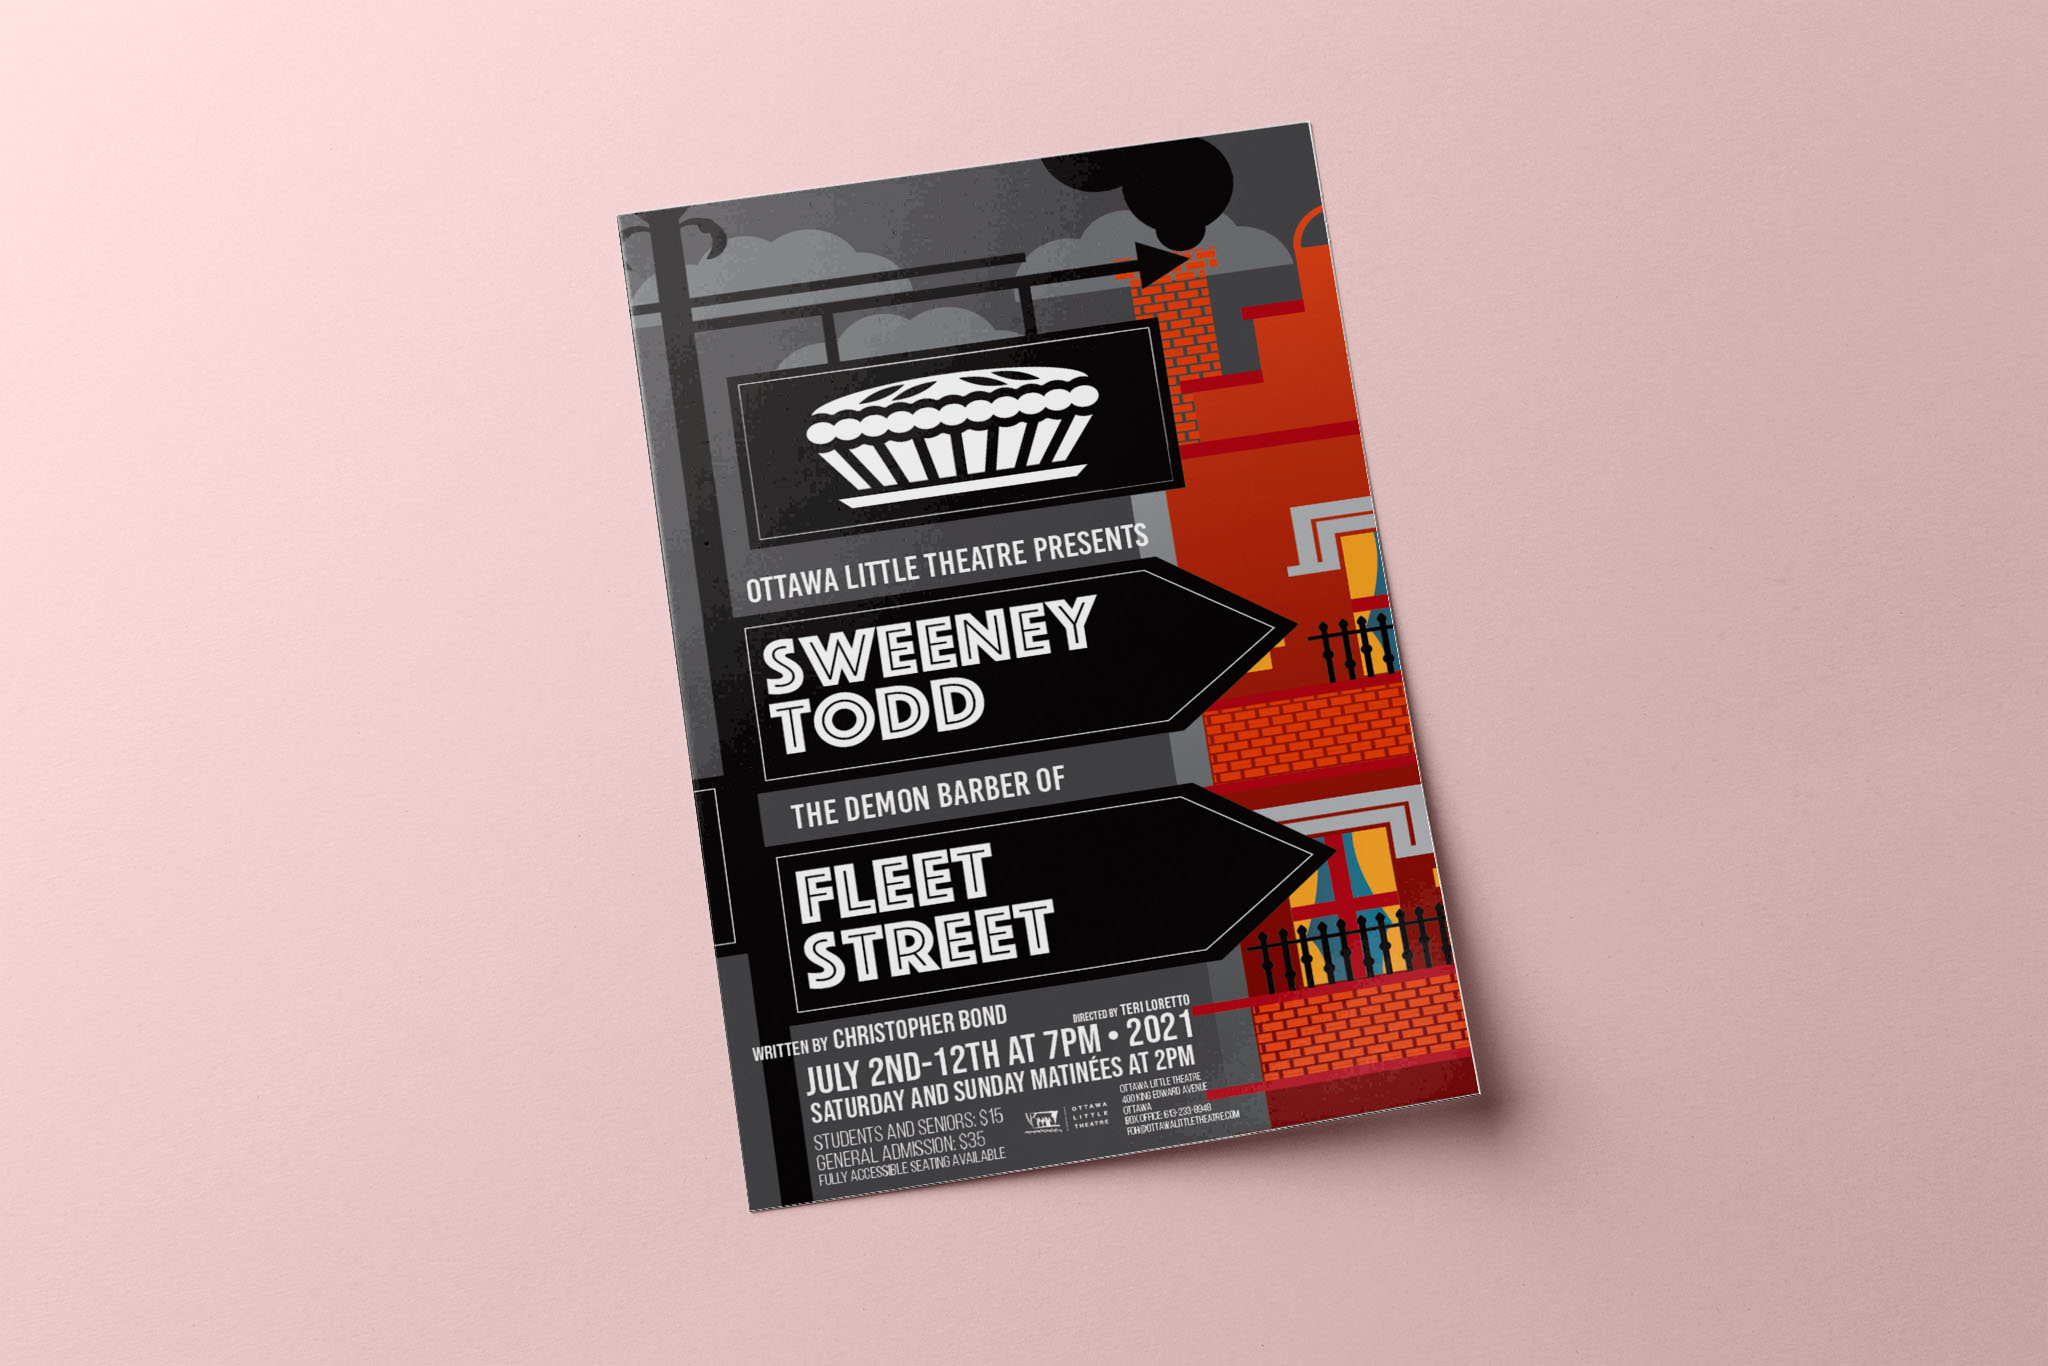 OTTAWA LITTLE THEATRE PRESENTS
SWEENEY
TODD
THE DEMON BARBER OF
FLEET
STREET
WRITTEN BY CHRISTOPHER BOND
DIRECTED BY TERI LORETTO
JULY 2ND-12TH AT 7PM • 2021
SATURDAY AND SUNDAY MATINÉES AT 2PM
STUDENTS AND SENIORS: $15
GENERAL ADMISSION: $35
FULLY ACCESSIBLE SEATING AVAILABLE
OTTAWA
LITTLE
THEATRE
OTTAWA LITTLE THEATRE
400 KING EDWARD AVENUE
OTTAWA
BOX OFFICE: 613-233-8948
FOH@OTTAWALITTLETHEATRE.COM